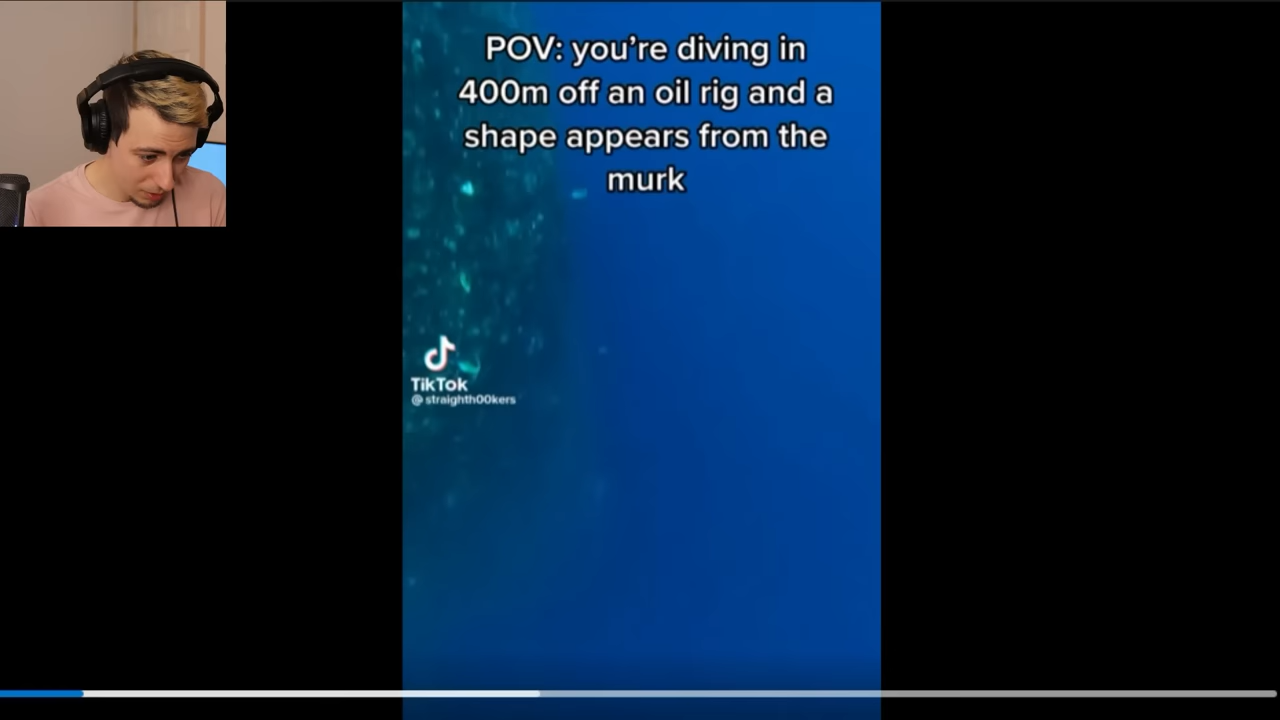 POV: you’re diving in
400m off an oil rig and a
shape appears from the
murk
TikTok
@straighth00kers